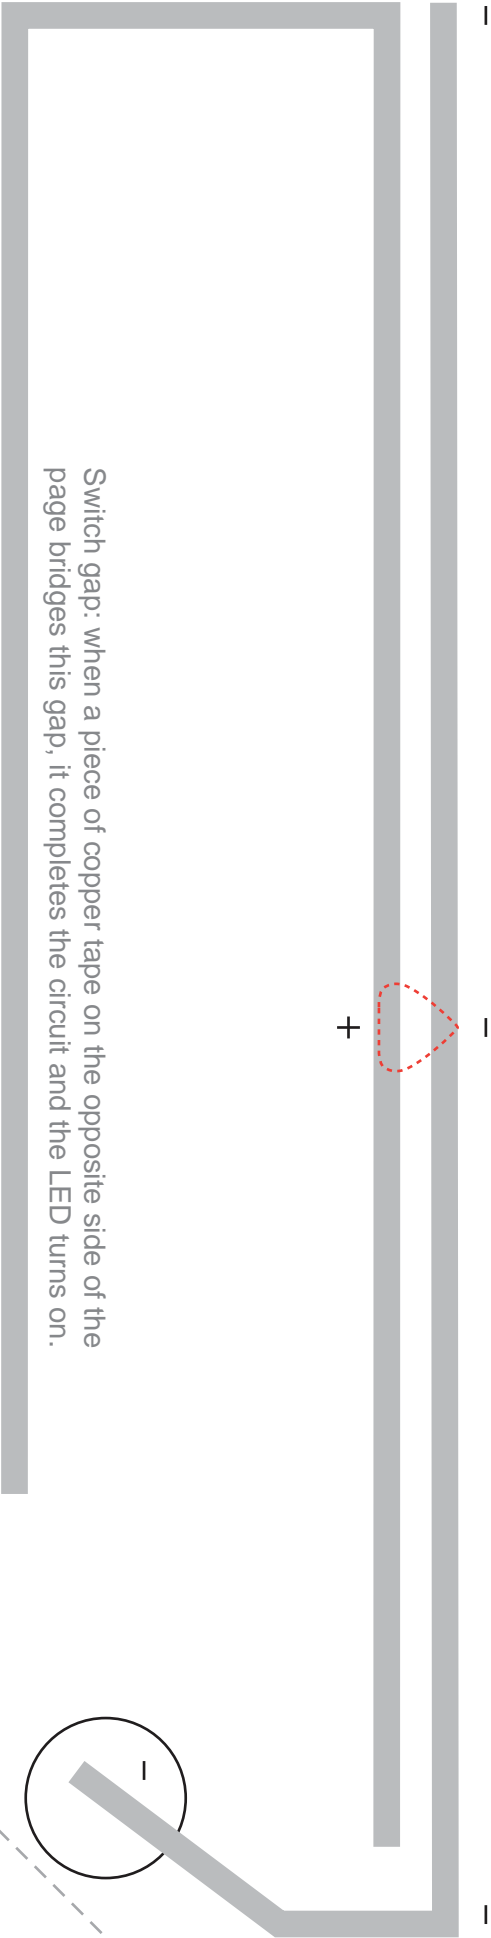 Switch gap: when a piece of copper tape on the opposite side of the
page bridges this gap, it completes the circuit and the LED turns on.
–
+
–
–
–